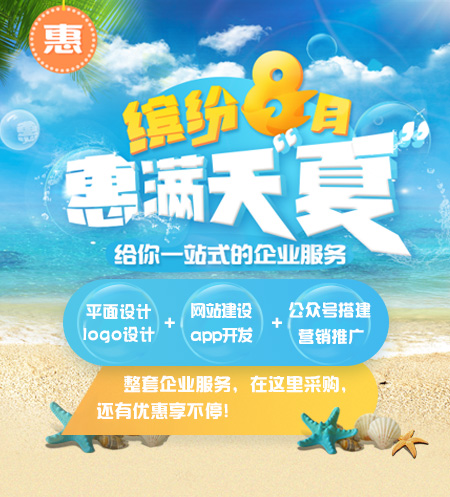 惠
缤纷8月
惠满天“夏”
给你一站式的企业服务
平面设计
logo设计
+
网站建设
app开发
+
公众号搭建
营销推广
整套企业服务，在这里采购，
还有优惠享不停！